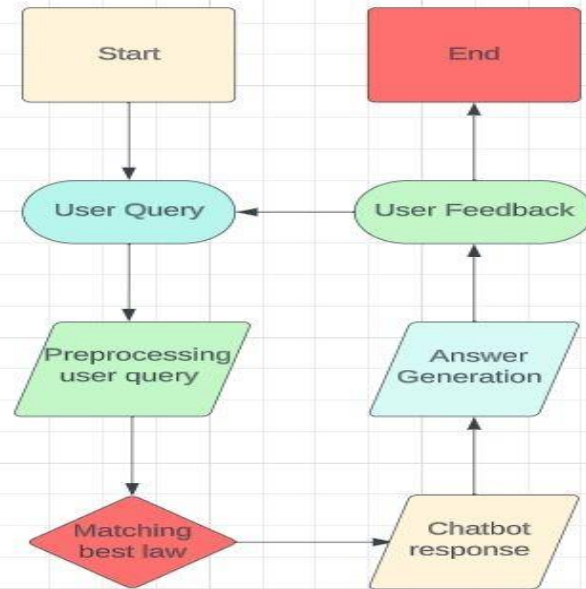 Start
End
User Query
User Feedback
Preprocessing
user query
Answer
Generation
Matching
best law
Chatbot
response